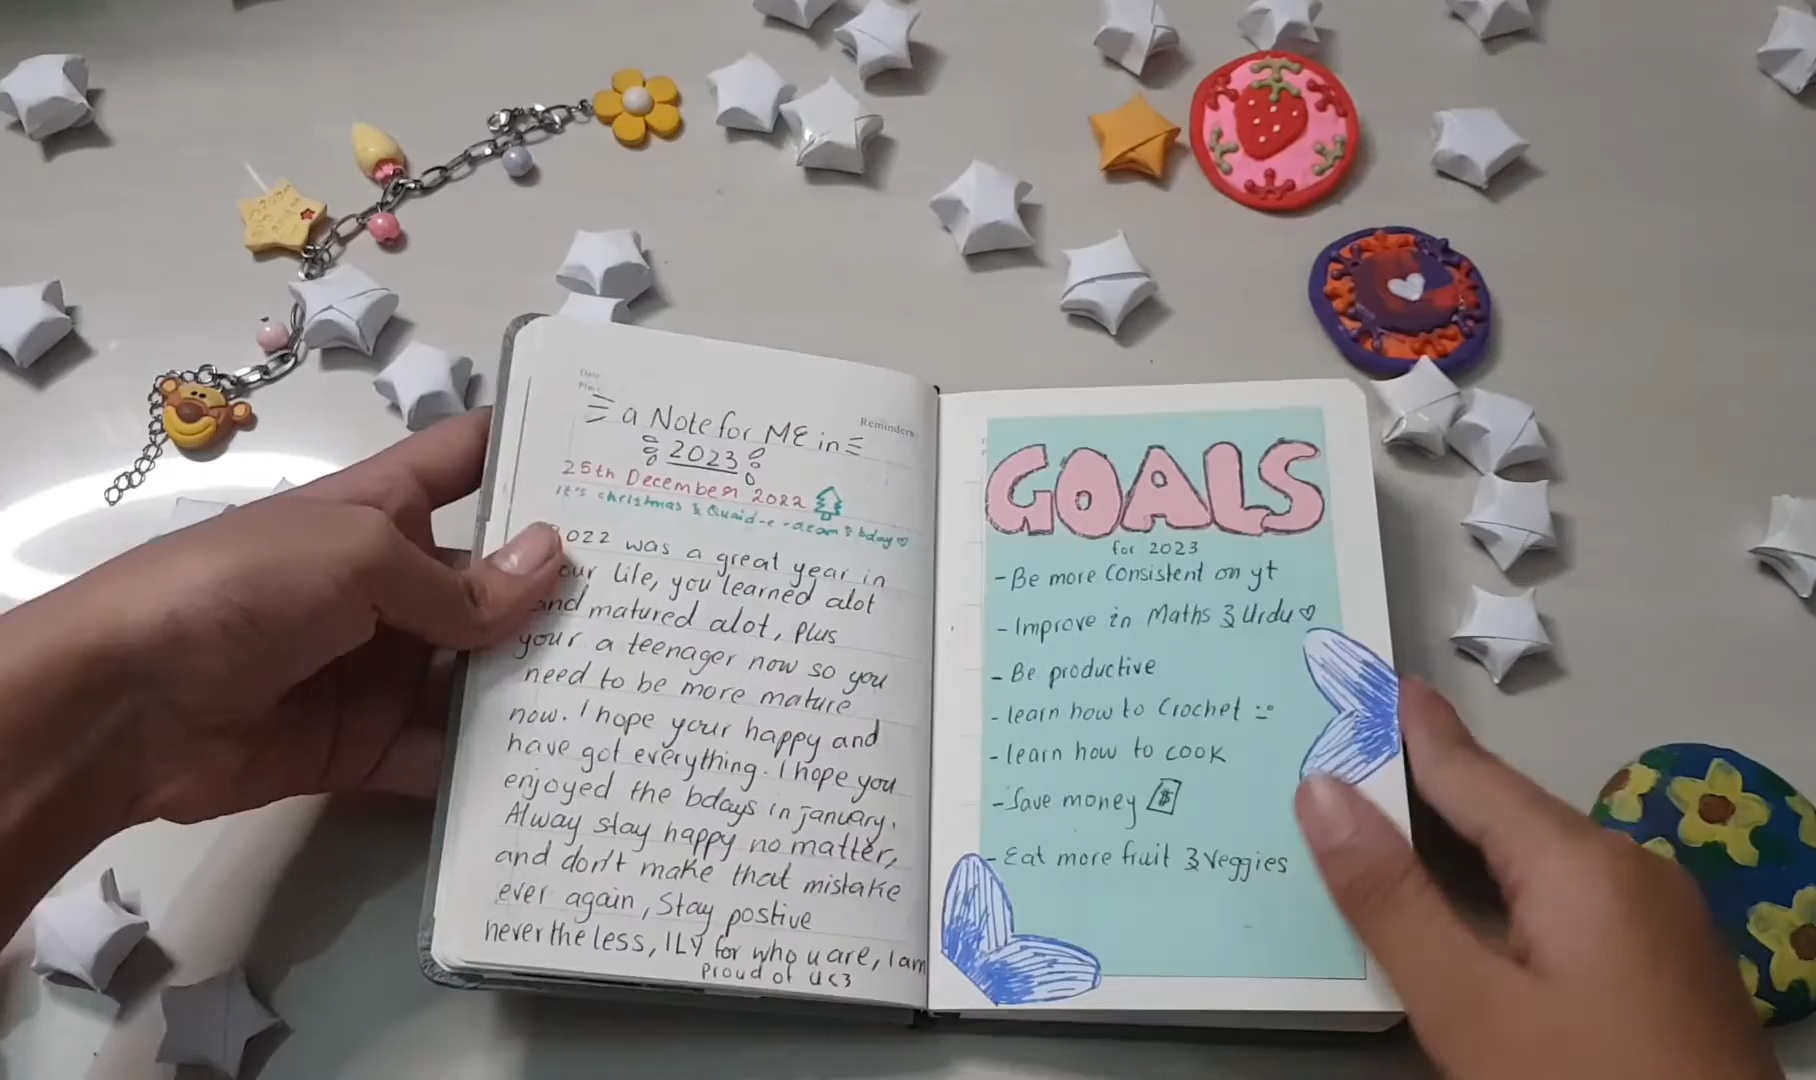 Date:
Reminders:
a Note for ME in
2023
25th December 2022
it's christmas & Quaid-e-azam's bday
2022 was a great year in
your life, you learned alot
and matured alot, plus
your a teenager now so you
need to be more mature
now. I hope your happy and
have got everything. I hope you
enjoyed the bdays in january.
Alway stay happy no matter,
and don't make that mistake
ever again, Stay postive
never the less, ILY for who u are, I am
Proud of u <3
GOALS
for 2023
- Be more Consistent on yt
- Improve in Maths & Urdu ♡
- Be productive
- learn how to Crochet
- learn how to cook
- Save money $
- Eat more fruit & Veggies